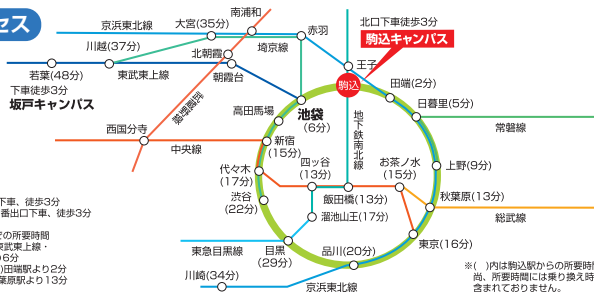 セス
南浦和
京浜東北線
大宮(35分)
赤羽
北口下車徒歩3分
駒込キャンパス
川越(37分)
北朝霞
埼京線
王子
若葉(48分)
東武東上線
朝霞台
駒込
田端(2分)
下車徒歩3分
坂戸キャンパス
武蔵野線
高田馬場
池袋
(6分)
地下鉄南北線
日暮里(5分)
常磐線
西国分寺
中央線
新宿
(15分)
代々木
(17分)
四ッ谷
(13分)
お茶ノ水
(15分)
上野(9分)
渋谷
(22分)
飯田橋(13分)
秋葉原(13分)
溜池山王(17分)
総武線
下車、徒歩3分
番出口下車、徒歩3分
東急目黒線
目黒
(29分)
品川(20分)
東京(16分)
の所要時間
東武東上線・
6分
)田端駅より2分
葉原駅より13分
川崎(34分)
京浜東北線
※(　)内は駒込駅からの所要時
尚、所要時間には乗り換え時
含まれておりません。